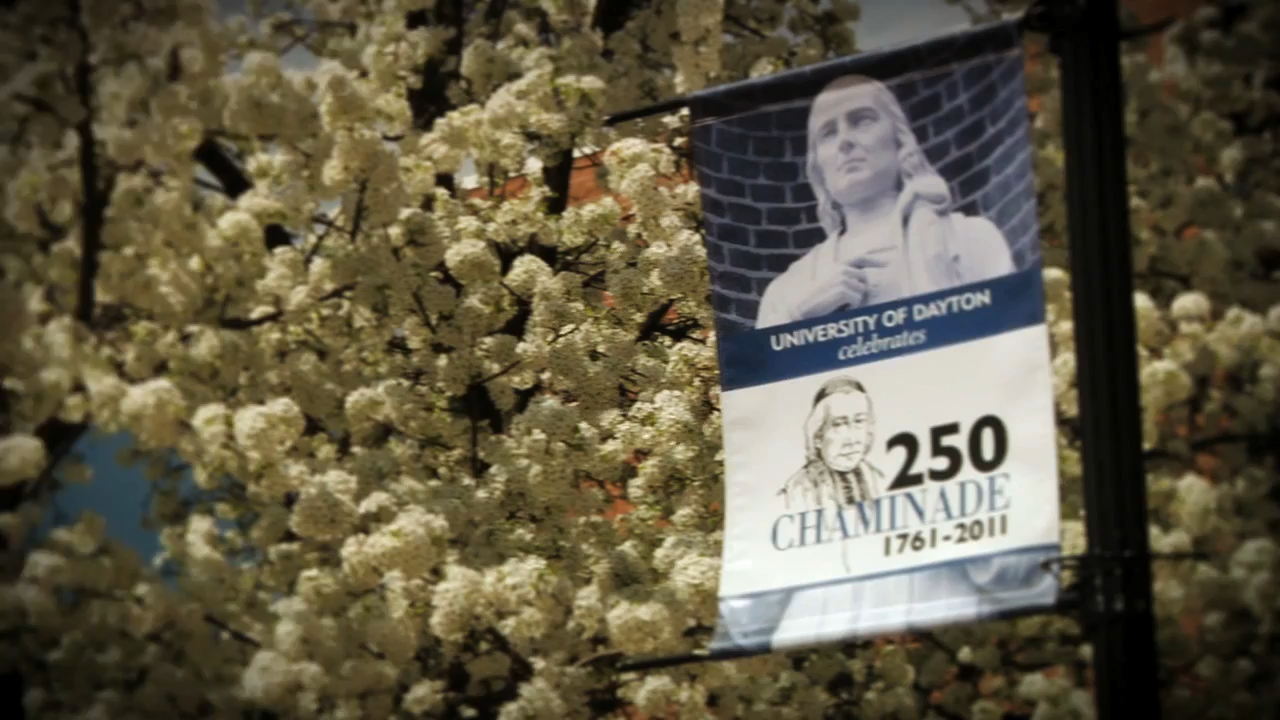 UNIVERSITY OF DAYTON
celebrates
250
CHAMINADE
1761-2011